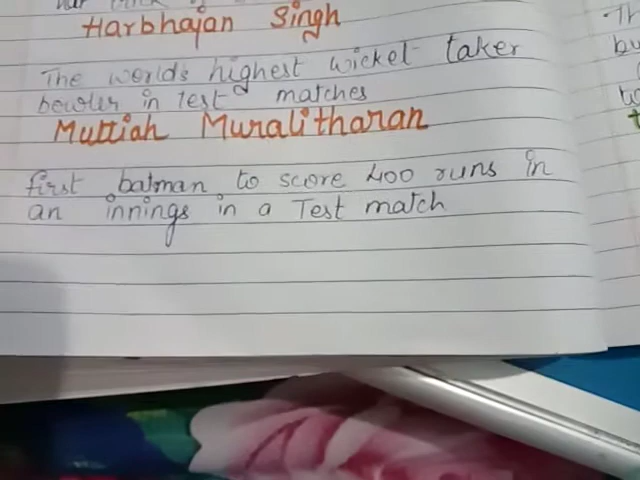 Harbhajan Singh
The worlds highest wicket taker
bowler in Test matches
Muttiah Muralitharan
first batman to score 400 runs in
an innings in a Test match